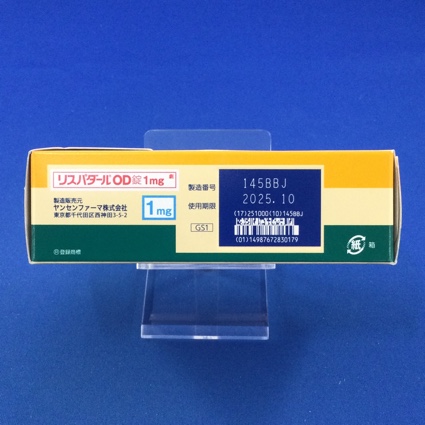 リスパダールOD錠1mg
製造販売元
ヤンセンファーマ株式会社
東京都千代田区西神田3-5-2
1mg
製造番号
145BBJ
使用期限
2025.10
GS1
(17)251000(10)145BBJ
(01)14987672830179
登録商標
紙
箱